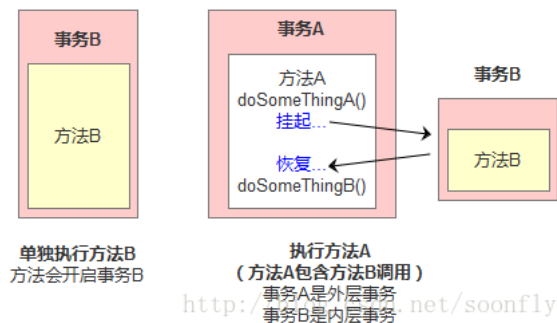 事务B
方法B
单独执行方法B
方法会开启事务B
事务A
方法A
doSomeThingA()
挂起...
恢复...
doSomeThingB()
事务B
方法B
执行方法A
（方法A包含方法B调用）
事务A是外层事务
事务B是内层事务
http://blog.csdn.net/soonfly